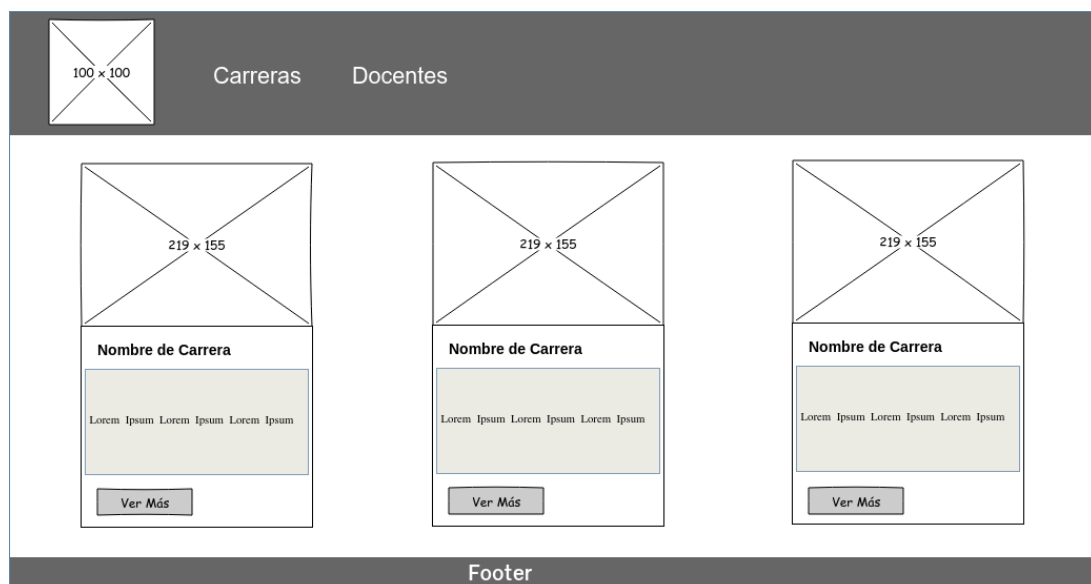 100 x 100
Carreras
Docentes
219 x 155
219 x 155
219 x 155
Nombre de Carrera
Nombre de Carrera
Nombre de Carrera
Lorem Ipsum Lorem Ipsum Lorem Ipsum
Lorem Ipsum Lorem Ipsum Lorem Ipsum
Lorem Ipsum Lorem Ipsum Lorem Ipsum
Ver Más
Ver Más
Ver Más
Footer